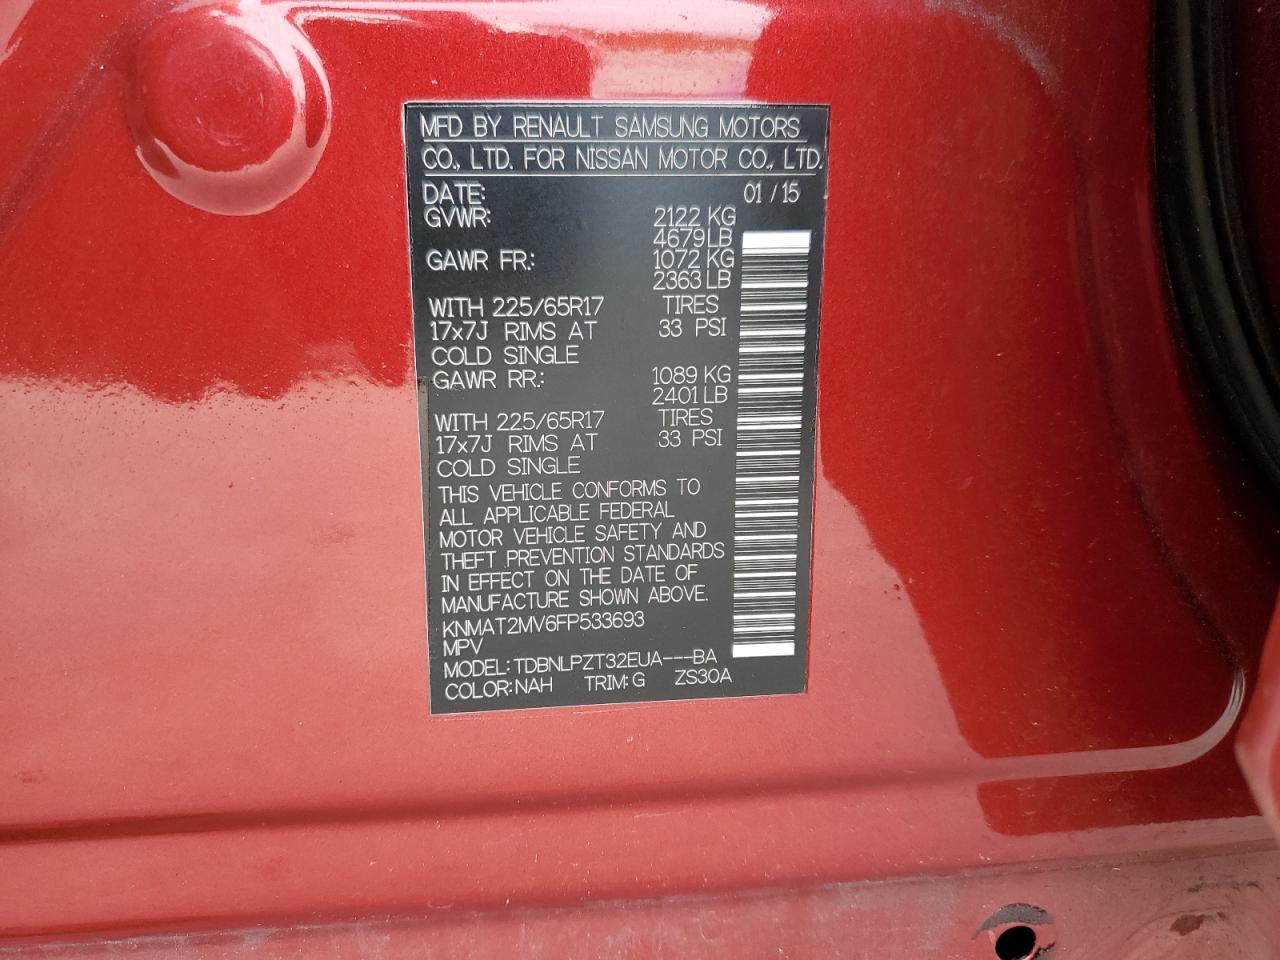 MFD BY RENAULT SAMSUNG MOTORS
CO., LTD. FOR NISSAN MOTOR CO., LTD.
DATE: 01 / 15
GVWR: 2122 KG
4679 LB
GAWR FR.: 1072 KG
2363 LB
WITH 225/65R17 TIRES
17x7J RIMS AT 33 PSI
COLD SINGLE
GAWR RR.: 1089 KG
2401 LB
WITH 225/65R17 TIRES
17x7J RIMS AT 33 PSI
COLD SINGLE
THIS VEHICLE CONFORMS TO
ALL APPLICABLE FEDERAL
MOTOR VEHICLE SAFETY AND
THEFT PREVENTION STANDARDS
IN EFFECT ON THE DATE OF
MANUFACTURE SHOWN ABOVE.
KNMAT2MV6FP533693
MPV
MODEL: TDBNLPZT32EUA---BA
COLOR: NAH TRIM: G ZS30A